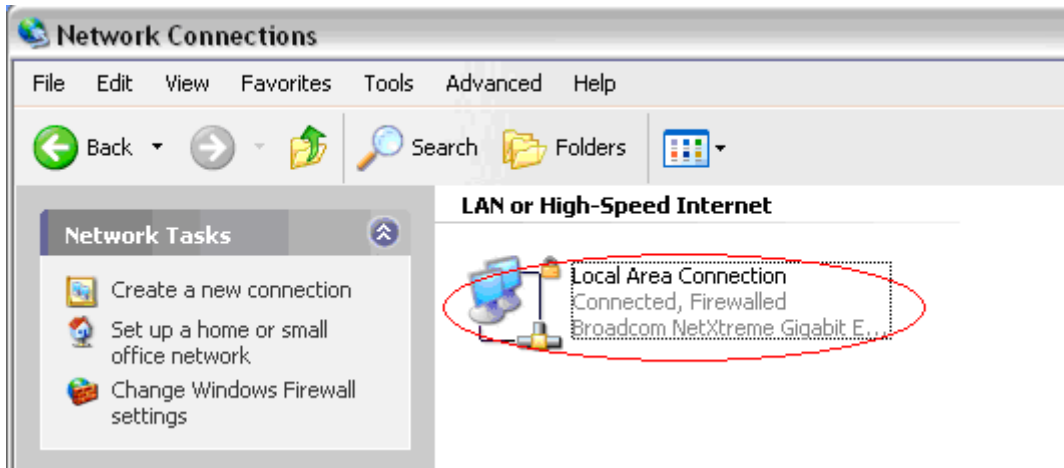 Network Connections
File Edit View Favorites Tools Advanced Help
Back Search Folders
LAN or High-Speed Internet
Network Tasks
Create a new connection
Set up a home or small
office network
Change Windows Firewall
settings
Local Area Connection
Connected, Firewalled
Broadcom NetXtreme Gigabit E...